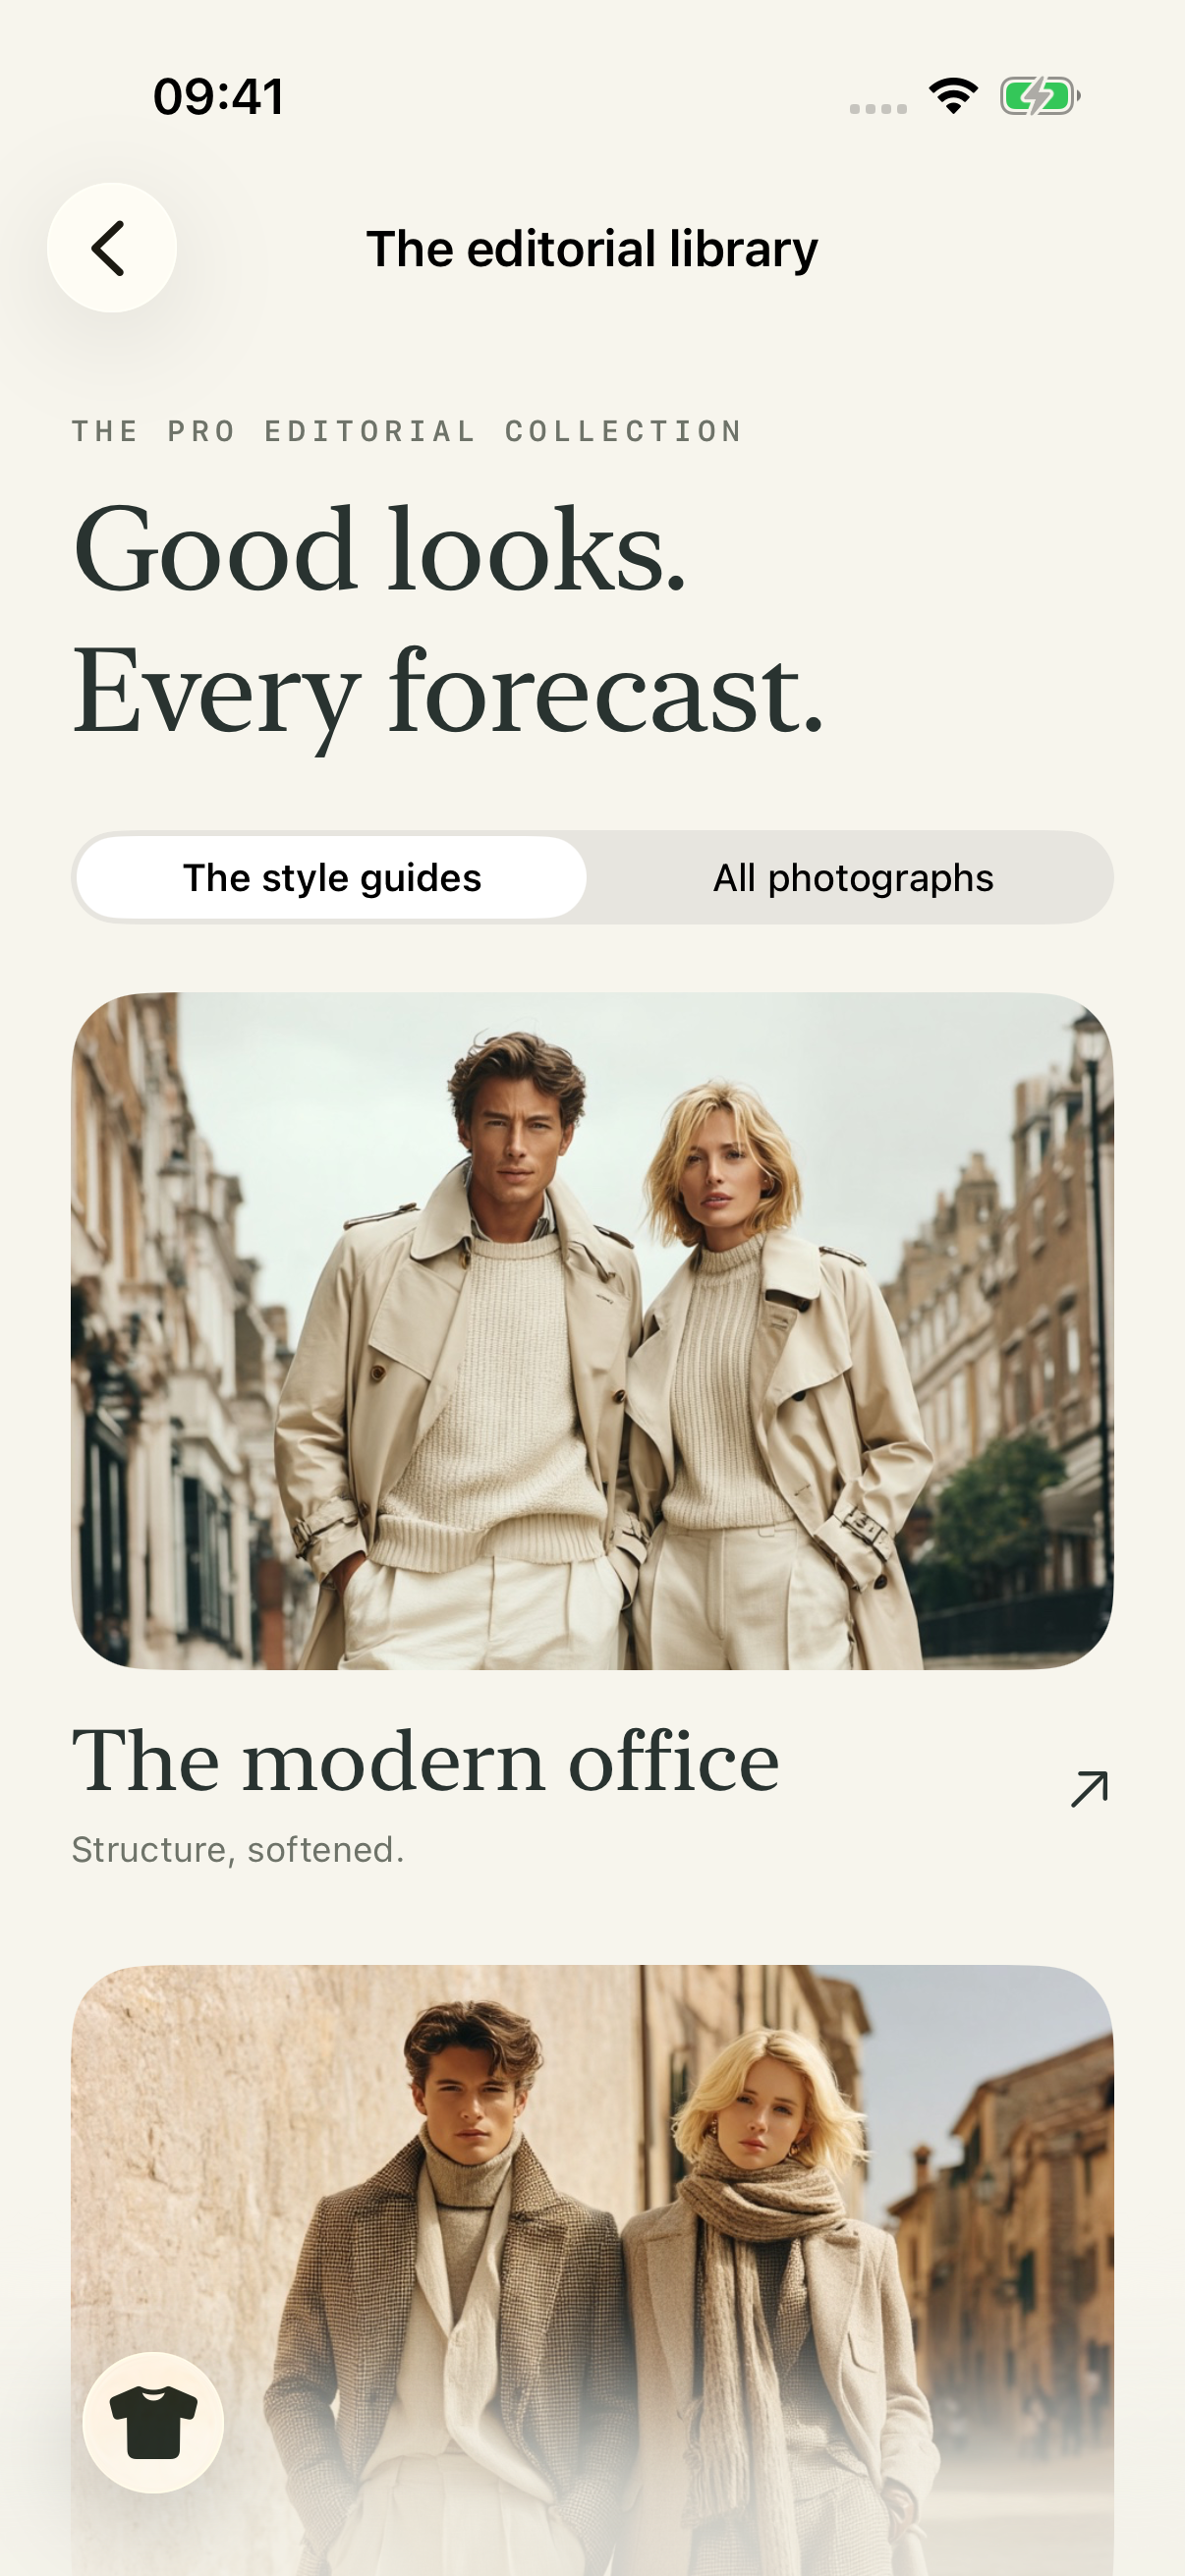 09:41
The editorial library
THE PRO EDITORIAL COLLECTION
Good looks.
Every forecast.
The style guides
All photographs
The modern office
Structure, softened.